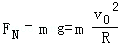 F_N − m g = m v_0^2 / R